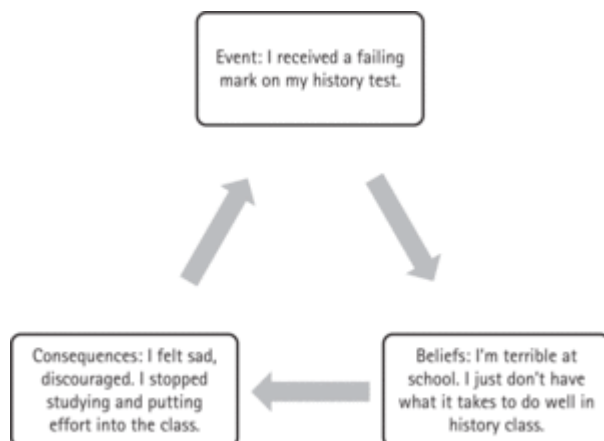 Event: I received a failing
mark on my history test.
Consequences: I felt sad,
discouraged. I stopped
studying and putting
effort into the class.
Beliefs: I'm terrible at
school. I just don't have
what it takes to do well in
history class.